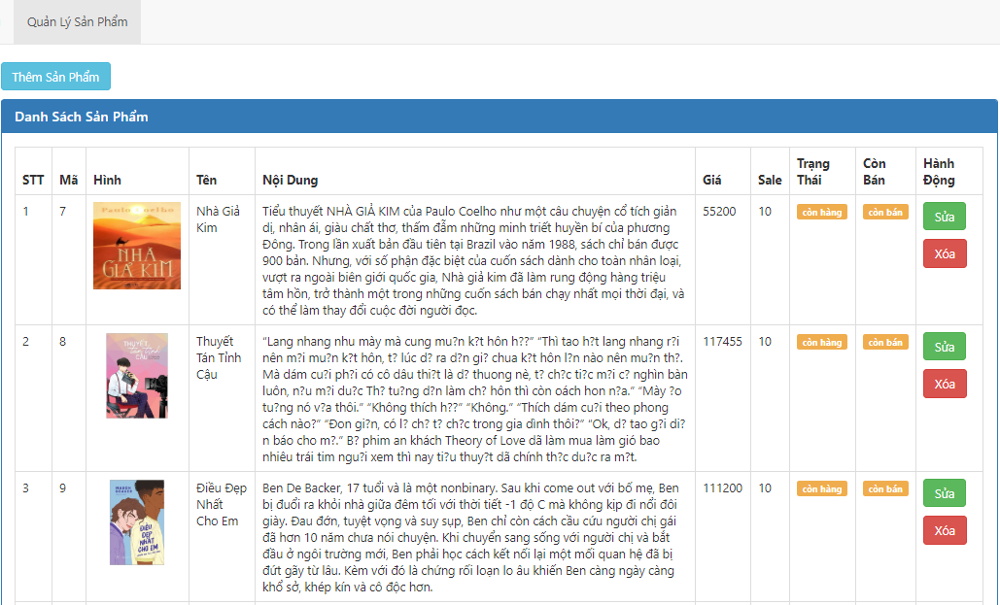 Quản Lý Sản Phẩm
Thêm Sản Phẩm
Danh Sách Sản Phẩm
STT Mã Hình Tên Nội Dung Giá Sale Trạng Thái Còn Bán Hành Động
1 7
Paulo Coelho
NHÀ
GIẢ KIM
Nhà Giả
Kim
Tiểu thuyết NHÀ GIẢ KIM của Paulo Coelho như một câu chuyện cổ tích giản
dị, nhân ái, giàu chất thơ, thấm đẫm những minh triết huyền bí của phương
Đông. Trong lần xuất bản đầu tiên tại Brazil vào năm 1988, sách chỉ bán được
900 bản. Nhưng, với số phận đặc biệt của cuốn sách dành cho toàn nhân loại,
vượt ra ngoài biên giới quốc gia, Nhà giả kim đã làm rung động hàng triệu
tâm hồn, trở thành một trong những cuốn sách bán chạy nhất mọi thời đại, và
có thể làm thay đổi cuộc đời người đọc.
55200 10 còn hàng còn bán Sửa
Xóa
2 8
THUYẾT
Tán Tỉnh
CẬU
Thuyết
Tán Tỉnh
Cậu
“Lang nhang nhu mày mà cung mu?n k?t hôn h??” “Thì tao h?t lang nhang r?i
nên m?i mu?n k?t hôn, t? lúc d? ra d?n gi? chua k?t hôn l?n nào nên mu?n th?.
Mà dám cu?i ph?i có cô dâu thi?t là d? thuong nè, t? ch?c ti?c m?i c? nghìn bàn
luôn, n?u m?i du?c Th? tu?ng d?n làm ch? hôn thì còn oách hon n?a.” “Mày ?o
tu?ng nó v?a thôi.” “Không thích h??” “Không.” “Thích dám cu?i theo phong
cách nào?” “Ðon gi?n, có l? ch? t? ch?c trong gia dình thôi?” “Ok, d? tao g?i di?
n báo cho m?.” B? phim an khách Theory of Love dã làm mua làm gió bao
nhiêu trái tim ngu?i xem thì nay ti?u thuy?t dã chính th?c du?c ra m?t.
117455 10 còn hàng còn bán Sửa
Xóa
3 9
MASON
DEAVER
ĐIỀU
ĐẸP
NHẤT
CHO EM
Điều Đẹp
Nhất
Cho Em
Ben De Backer, 17 tuổi và là một nonbinary. Sau khi come out với bố mẹ, Ben
bị đuổi ra khỏi nhà giữa đêm tối với thời tiết -1 độ C mà không kịp đi nổi đôi
giày. Đau đớn, tuyệt vọng và suy sụp, Ben chỉ còn cách cầu cứu người chị gái
đã hơn 10 năm chưa nói chuyện. Khi chuyển sang sống với người chị và bắt
đầu ở ngôi trường mới, Ben phải học cách kết nối lại một mối quan hệ đã bị
đứt gãy từ lâu. Kèm với đó là chứng rối loạn lo âu khiến Ben càng ngày càng
khổ sở, khép kín và cô độc hơn.
111200 10 còn hàng còn bán Sửa
Xóa